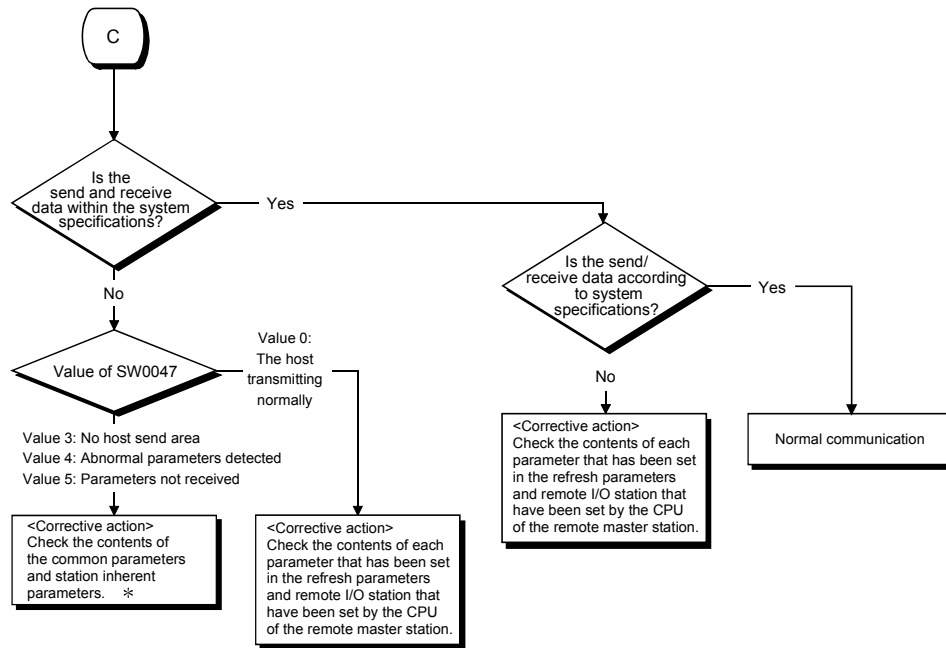 C
Is the
send and receive
data within the system
specifications?
Yes
Is the send/
receive data according
to system
specifications?
Yes
No
Value of SW0047
Value 0:
The host
transmitting
normally
No
Value 3: No host send area
Value 4: Abnormal parameters detected
Value 5: Parameters not received
<Corrective action>
Check the contents of each
parameter that has been set
in the refresh parameters
and remote I/O station that
have been set by the CPU
of the remote master station.
Normal communication
<Corrective action>
Check the contents of
the common parameters
and station inherent
parameters. *
<Corrective action>
Check the contents of each
parameter that has been set
in the refresh parameters
and remote I/O station that
have been set by the CPU
of the remote master station.